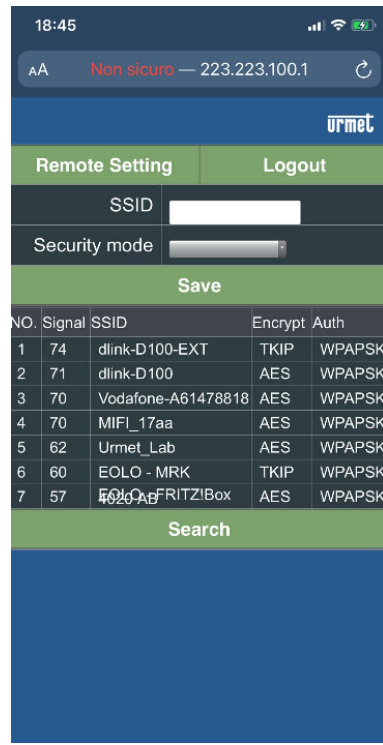 18:45
AA Non sicuro — 223.223.100.1
urmet
Remote Setting Logout
SSID
Security mode
Save
NO. Signal SSID Encrypt Auth
1 74 dlink-D100-EXT TKIP WPAPSK
2 71 dlink-D100 AES WPAPSK
3 70 Vodafone-A61478818 AES WPAPSK
4 70 MIFI_17aa AES WPAPSK
5 62 Urmet_Lab AES WPAPSK
6 60 EOLO - MRK TKIP WPAPSK
7 57 EOLO - FRITZ!Box AES WPAPSK
4020 AB
Search